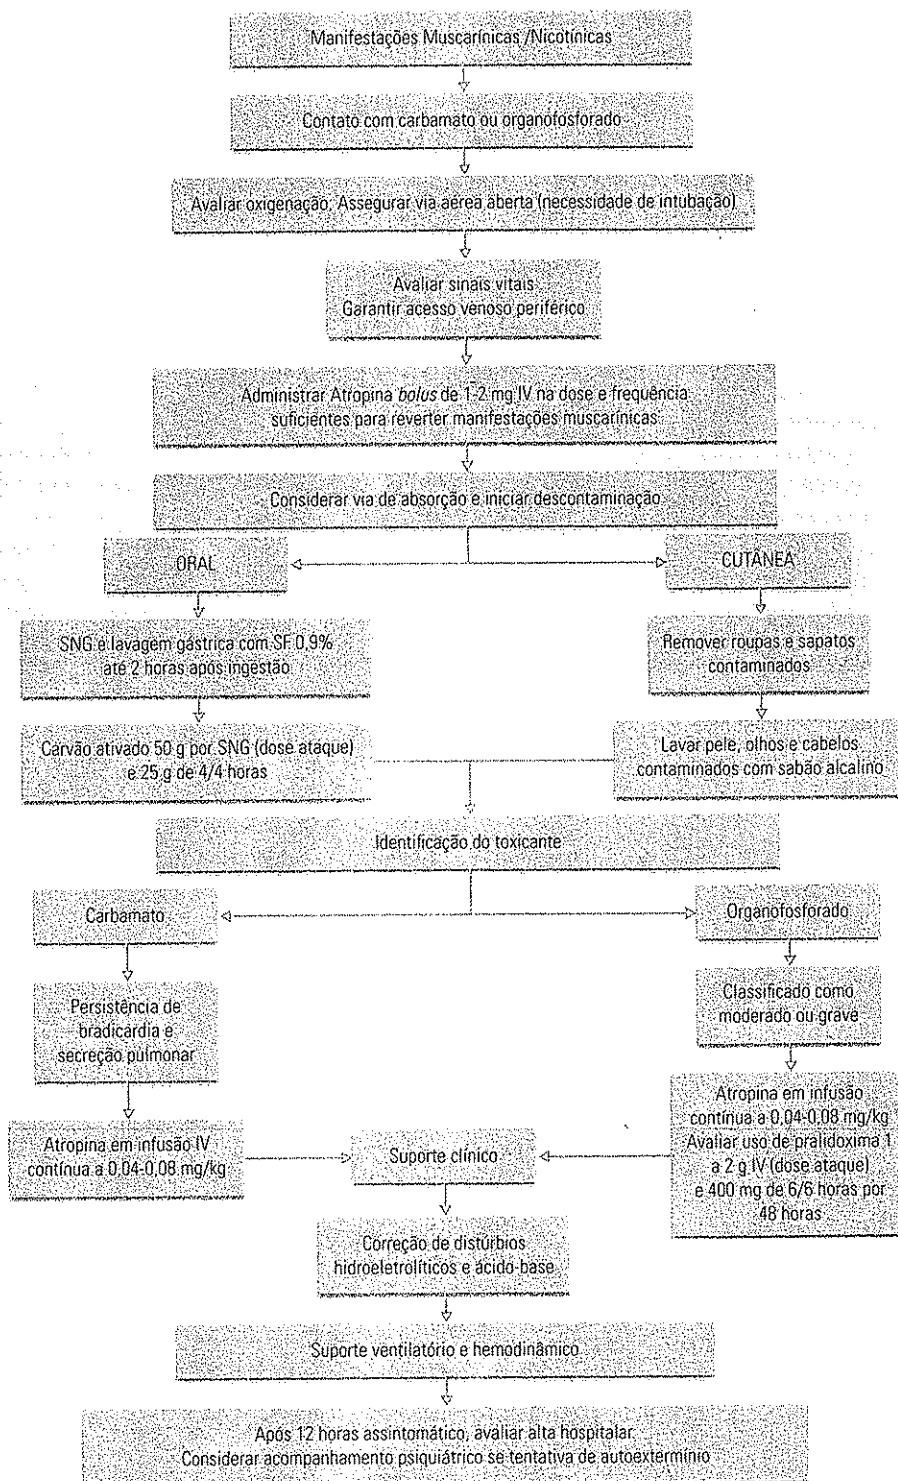 Manifestações Muscarínicas /Nicotínicas
Contato com carbamato ou organofosforado
Avaliar oxigenação, Assegurar via aérea aberta (necessidade de intubação)
Avaliar sinais vitais
Garantir acesso venoso periférico
Administrar Atropina bolus de 1-2 mg IV na dose e frequência
suficientes para reverter manifestações muscarínicas
Considerar via de absorção e iniciar descontaminação
ORAL
CUTÂNEA
SNG e lavagem gástrica com SF 0,9%
até 2 horas após ingestão
Remover roupas e sapatos
contaminados
Carvão ativado 50 g por SNG (dose ataque)
e 25 g de 4/4 horas
Lavar pele, olhos e cabelos
contaminados com sabão alcalino
Identificação do toxicante
Carbamato
Organofosforado
Persistência de
bradicardia e
secreção pulmonar
Classificado como
moderado ou grave
Atropina em infusão IV
contínua a 0,04-0,08 mg/kg
Suporte clínico
Atropina em infusão
contínua a 0,04-0,08 mg/kg
Avaliar uso de pralidoxima 1
a 2 g IV (dose ataque)
e 400 mg de 6/6 horas por
48 horas
Correção de distúrbios
hidroeletrolíticos e ácido-base
Suporte ventilatório e hemodinâmico
Após 12 horas assintomático, avaliar alta hospitalar.
Considerar acompanhamento psiquiátrico se tentativa de autoextermínio